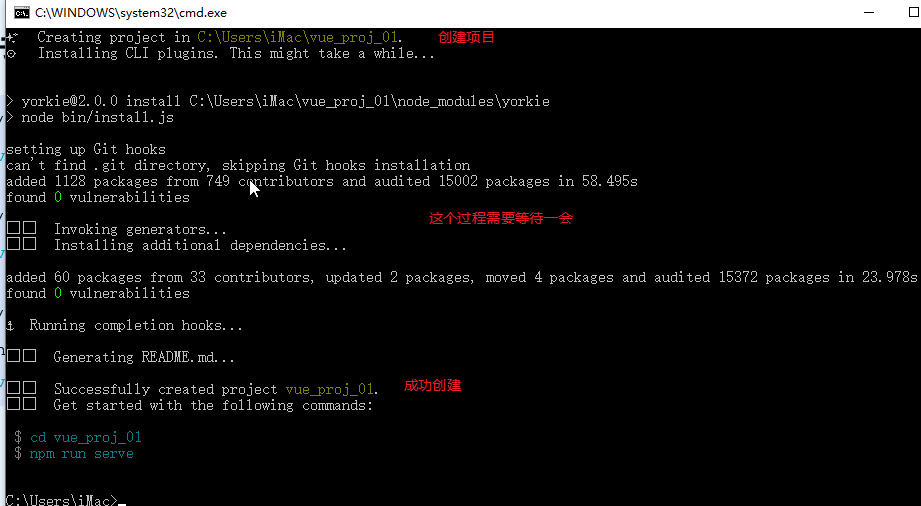 C:\WINDOWS\system32\cmd.exe
Creating project in C:\Users\iMac\vue_proj_01. 创建项目
Installing CLI plugins. This might take a while...
> yorkie@2.0.0 install C:\Users\iMac\vue_proj_01\node_modules\yorkie
> node bin/install.js
setting up Git hooks
can't find .git directory, skipping Git hooks installation
added 1128 packages from 749 contributors and audited 15002 packages in 58.495s
found 0 vulnerabilities
这个过程需要等待一会
Invoking generators...
Installing additional dependencies...
added 60 packages from 33 contributors, updated 2 packages, moved 4 packages and audited 15372 packages in 23.978s
found 0 vulnerabilities
Running completion hooks...
Generating README.md...
Successfully created project vue_proj_01. 成功创建
Get started with the following commands:
$ cd vue_proj_01
$ npm run serve
C:\Users\iMac>_